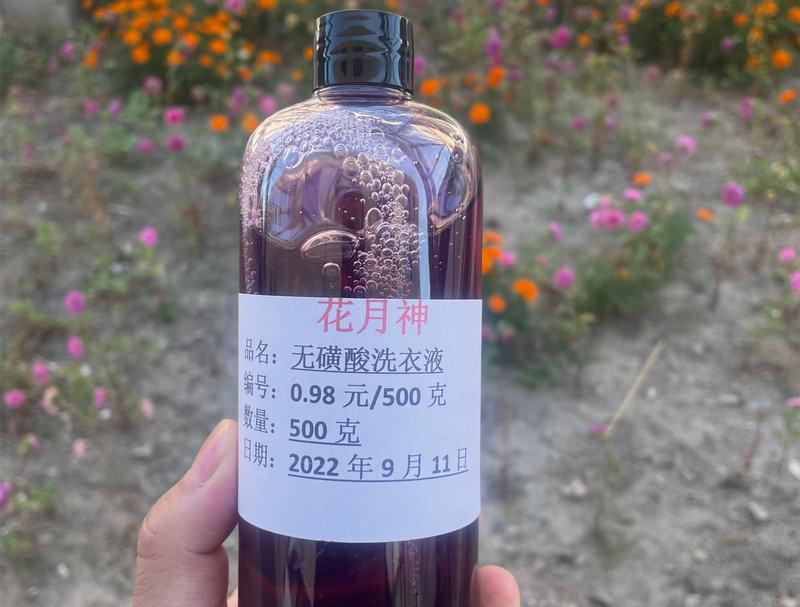 花月神
品名：无磺酸洗衣液
编号：0.98 元/500 克
数量：500 克
日期：2022 年 9 月 11 日